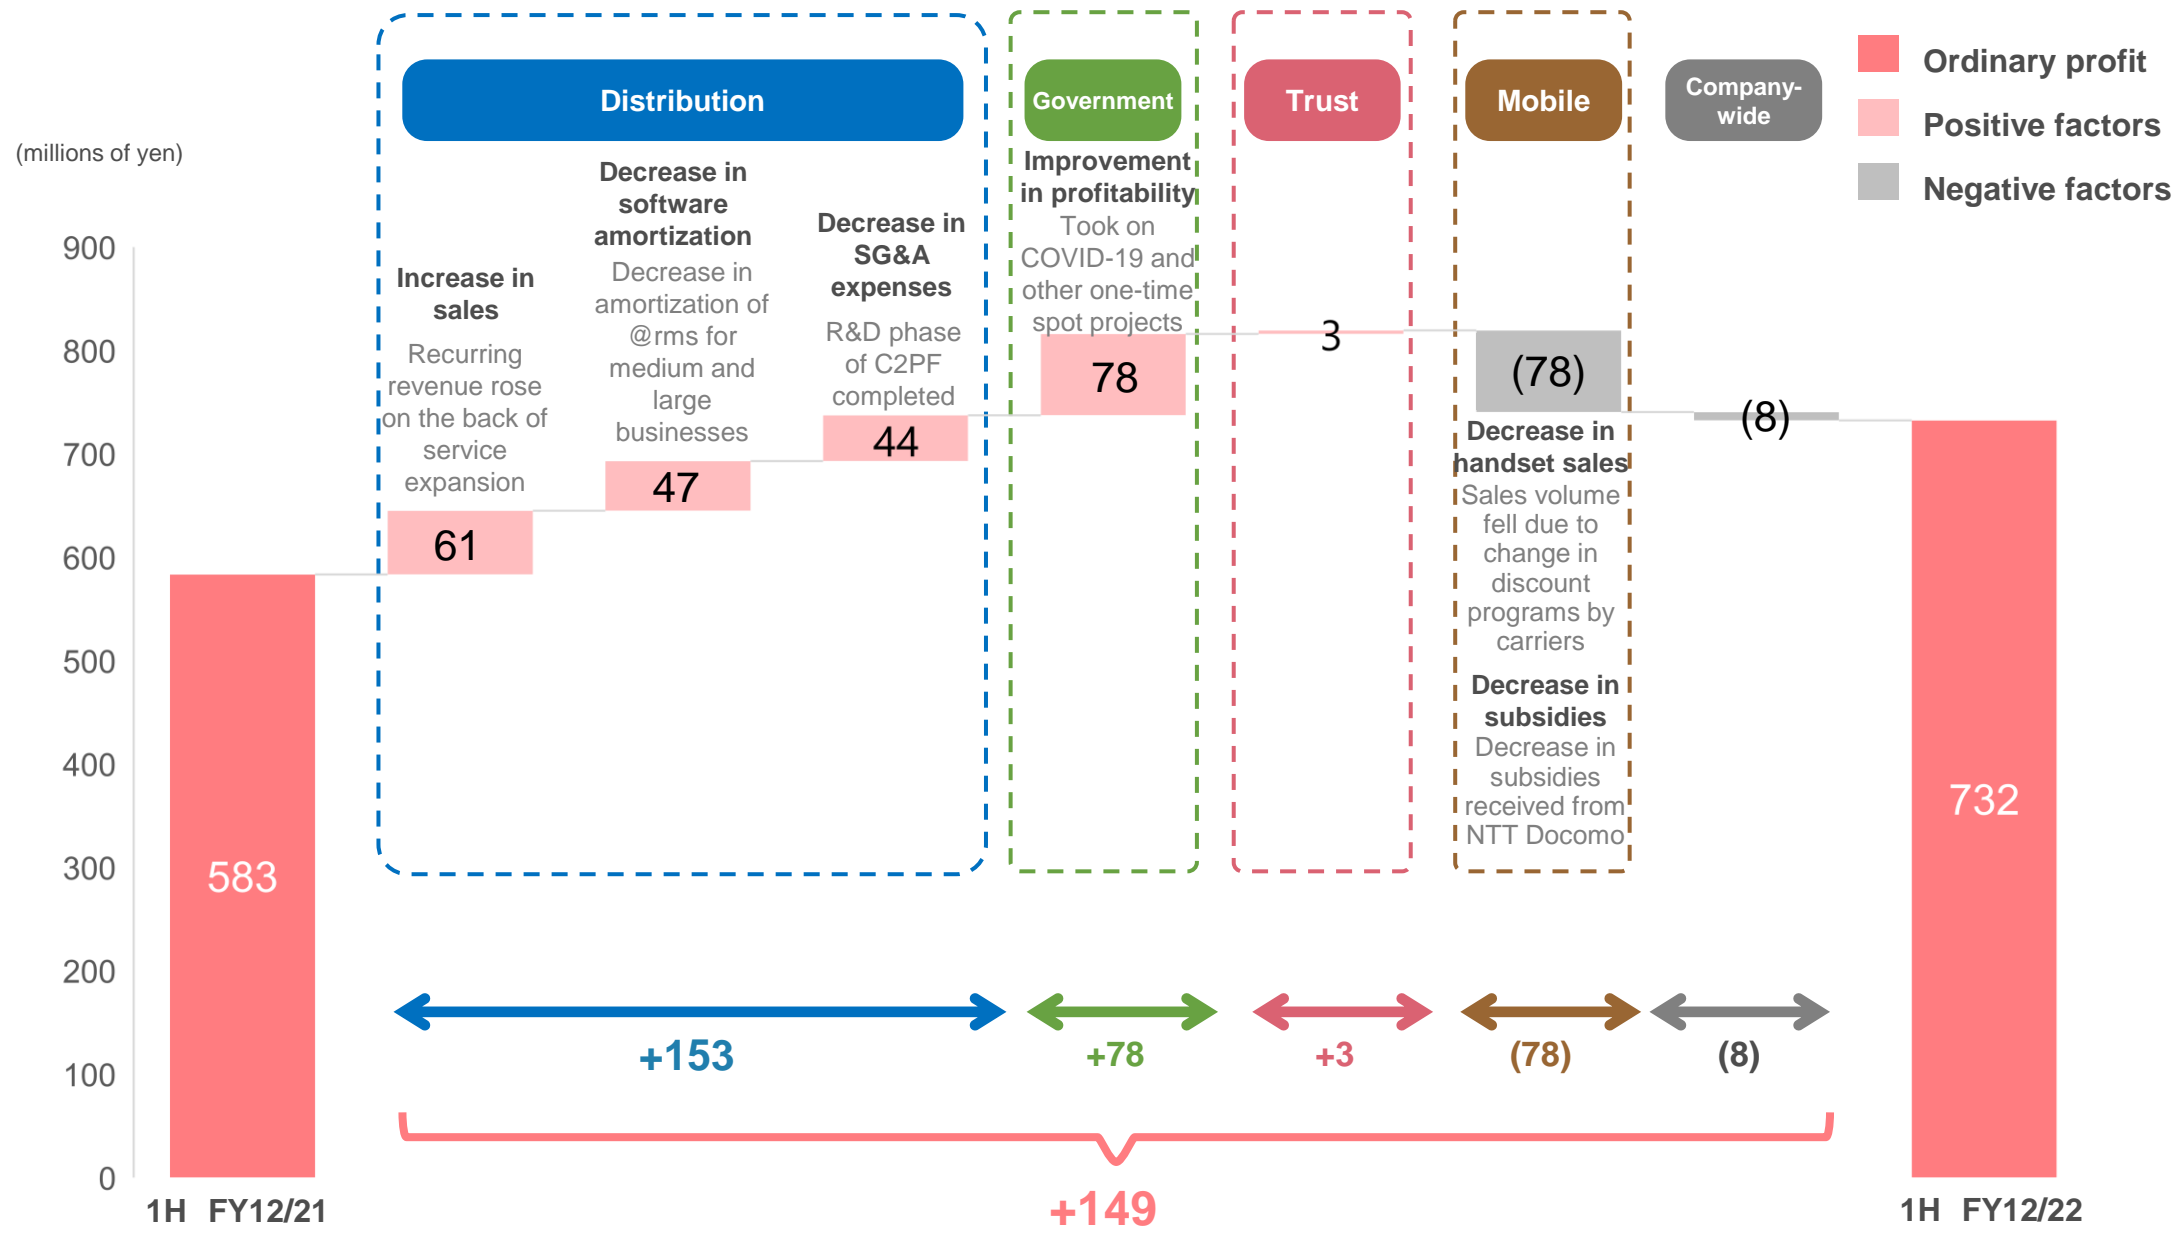 (millions of yen)
Distribution
Government
Trust
Mobile
Company-
wide
Ordinary profit
Positive factors
Negative factors
900
800
700
600
500
400
300
200
100
0
583
1H FY12/21
Increase in
sales
Recurring
revenue rose
on the back of
service
expansion
61
Decrease in
software
amortization
Decrease in
amortization of
@rms for
medium and
large
businesses
47
Decrease in
SG&A
expenses
R&D phase
of C2PF
completed
44
Improvement
in profitability
Took on
COVID-19 and
other one-time
spot projects
78
3
(78)
Decrease in
handset sales
Sales volume
fell due to
change in
discount
programs by
carriers
Decrease in
subsidies
Decrease in
subsidies
received from
NTT Docomo
(8)
732
1H FY12/22
+153
+78
+3
(78)
(8)
+149